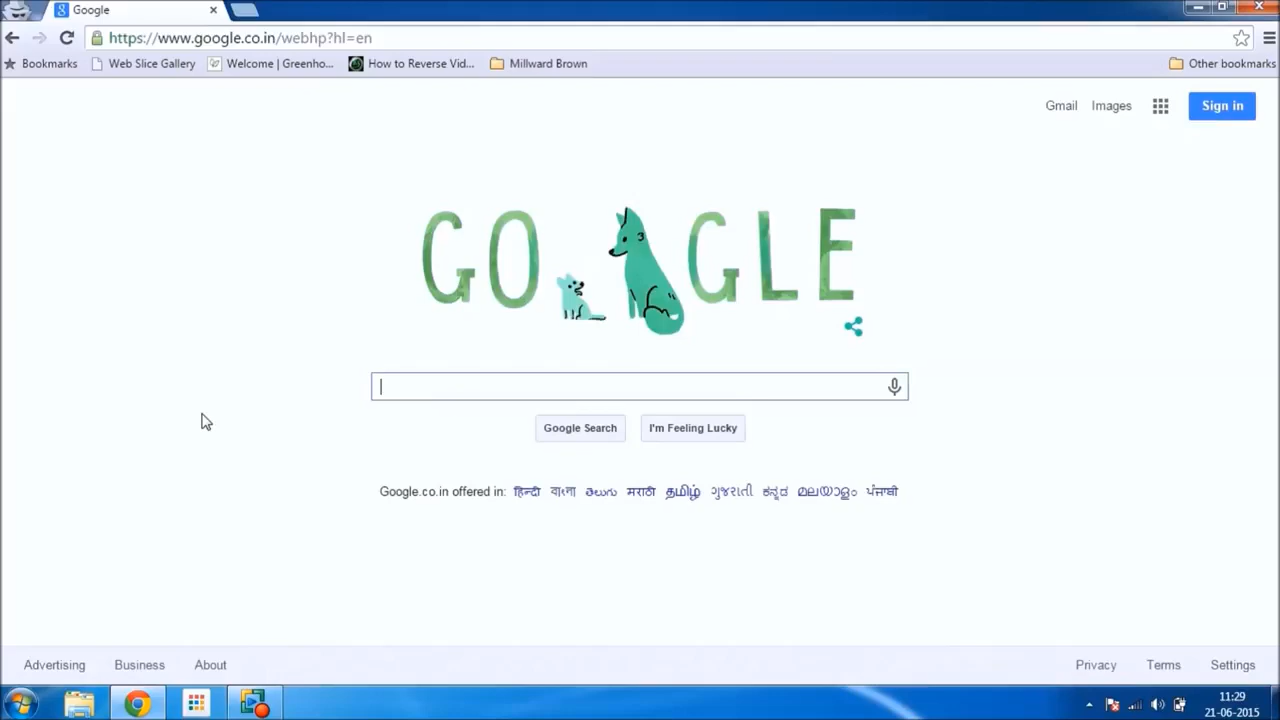 Google
https://www.google.co.in/webhp?hl=en
Bookmarks Web Slice Gallery Welcome | Greenho... How to Reverse Vid... Millward Brown Other bookmarks
Gmail Images Sign in
GO GLE
Google Search I'm Feeling Lucky
Google.co.in offered in: हिन्दी বাংলা తెలుగు मराठी தமிழ் ગુજરાતી ಕನ್ನಡ മലയാളം ਪੰਜਾਬੀ
Advertising Business About Privacy Terms Settings
11:29
21-06-2015